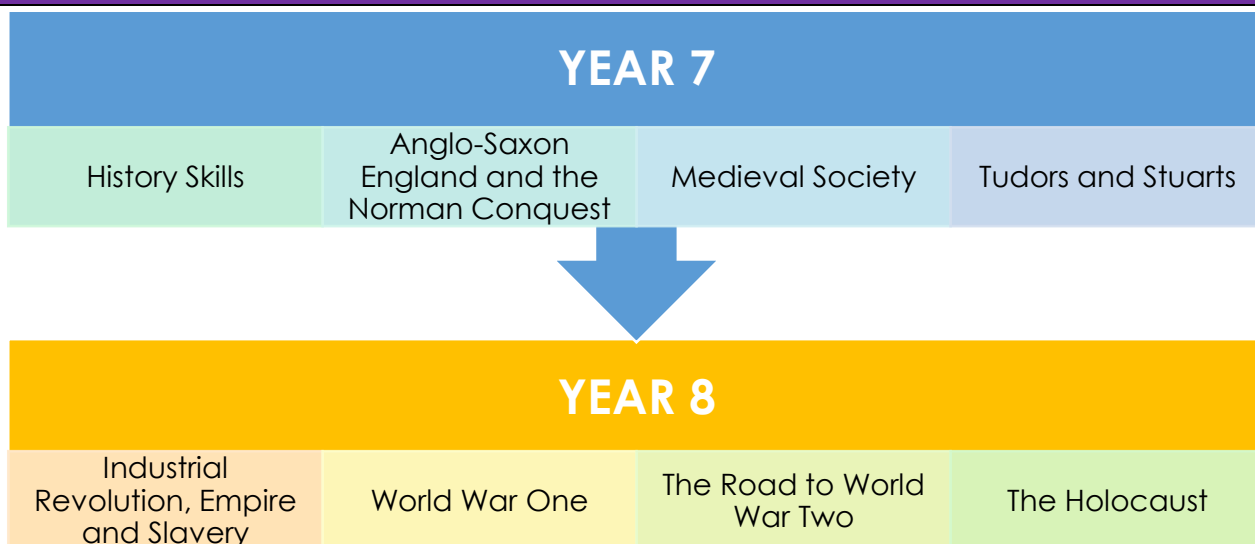 YEAR 7
History Skills
Anglo-Saxon
England and the
Norman Conquest
Medieval Society
Tudors and Stuarts
YEAR 8
Industrial
Revolution, Empire
and Slavery
World War One
The Road to World
War Two
The Holocaust